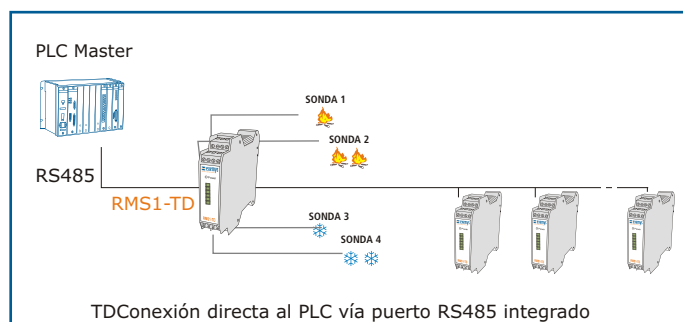 PLC Master
SONDA 1
SONDA 2
RS485
RMS1-TD
SONDA 3
SONDA 4
TDConexión directa al PLC vía puerto RS485 integrado